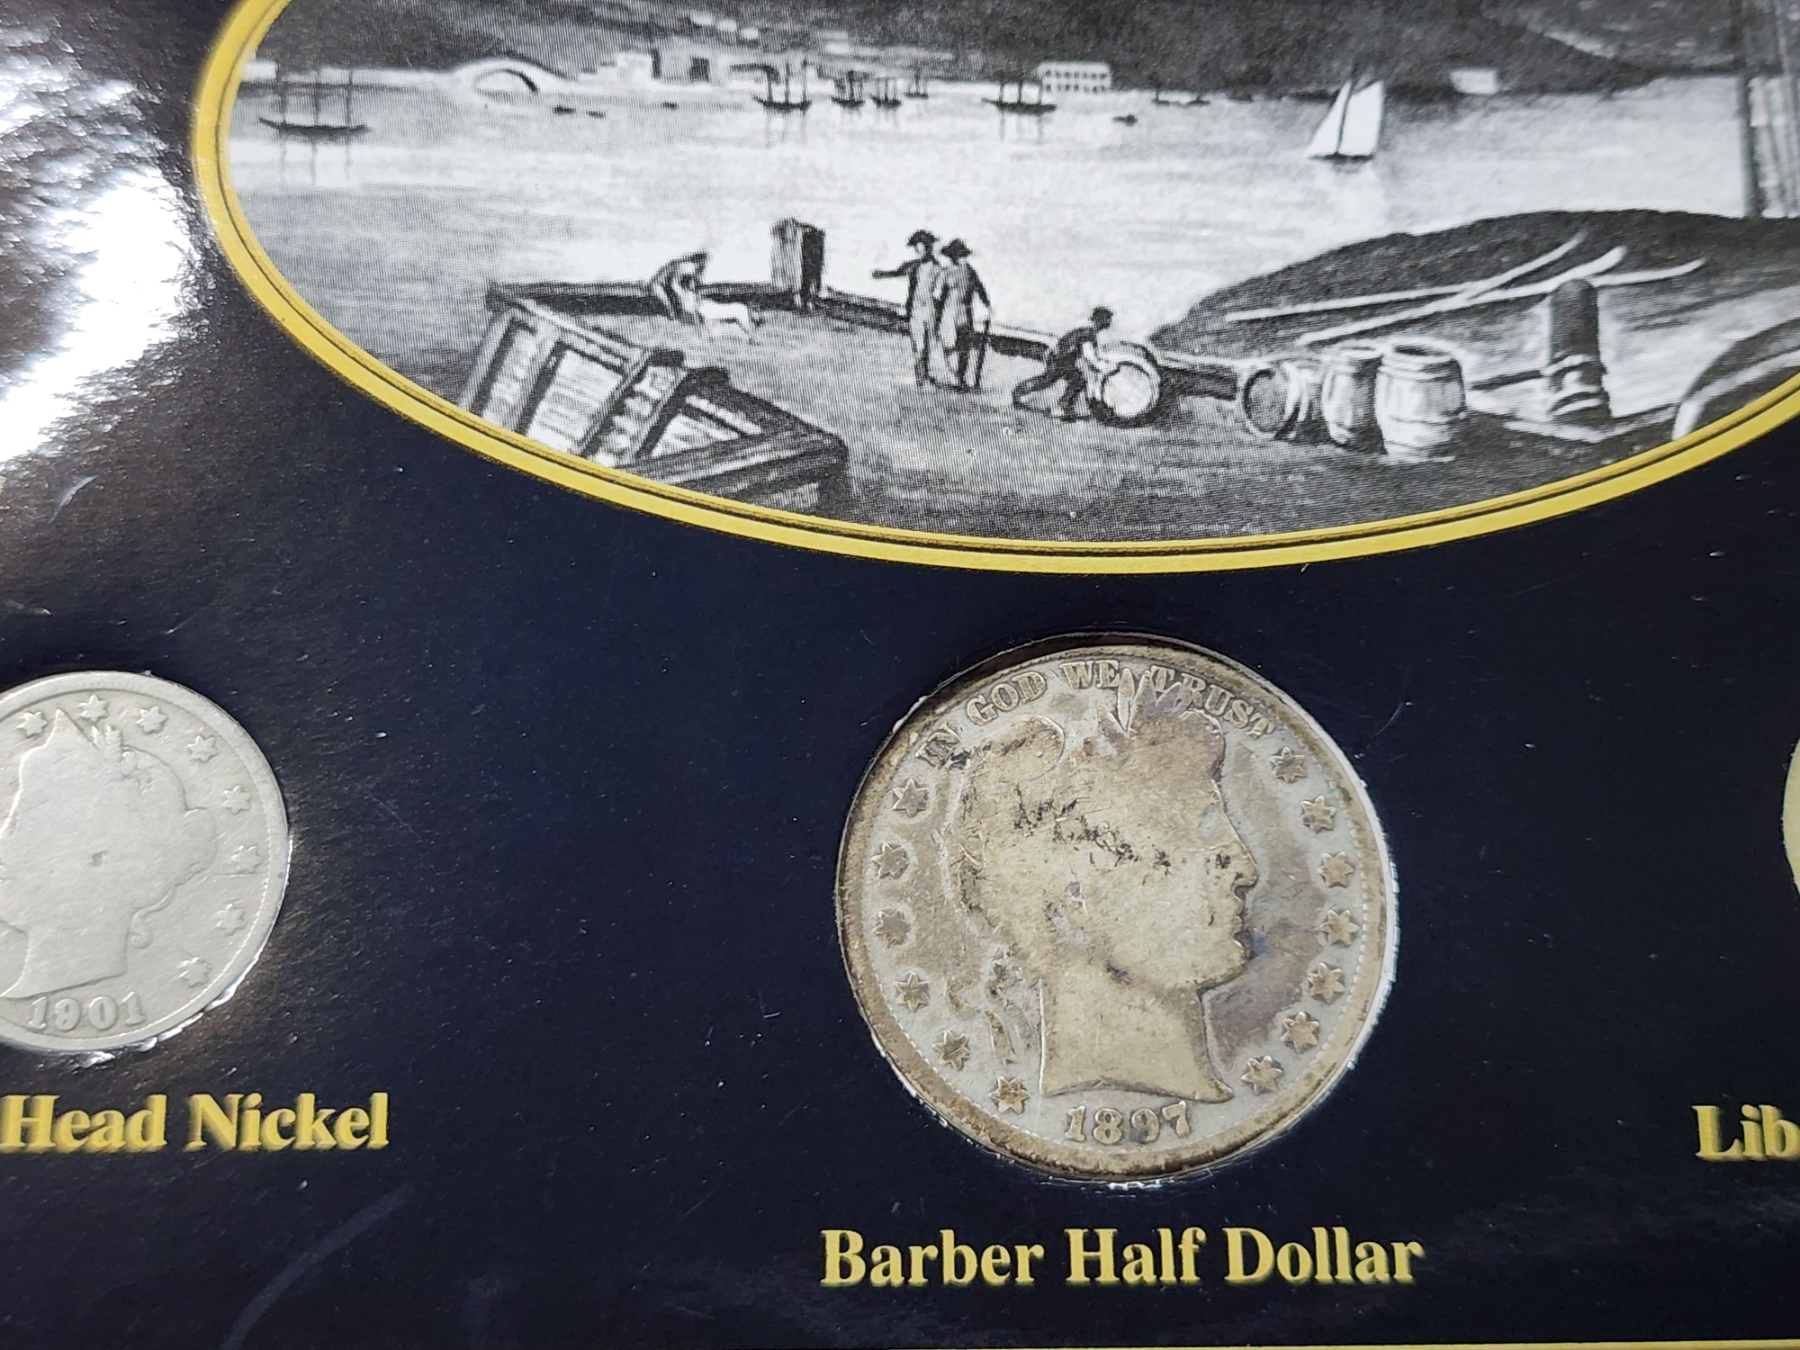 IN GOD WE TRUST
1901
1897
Head Nickel
Lib
Barber Half Dollar